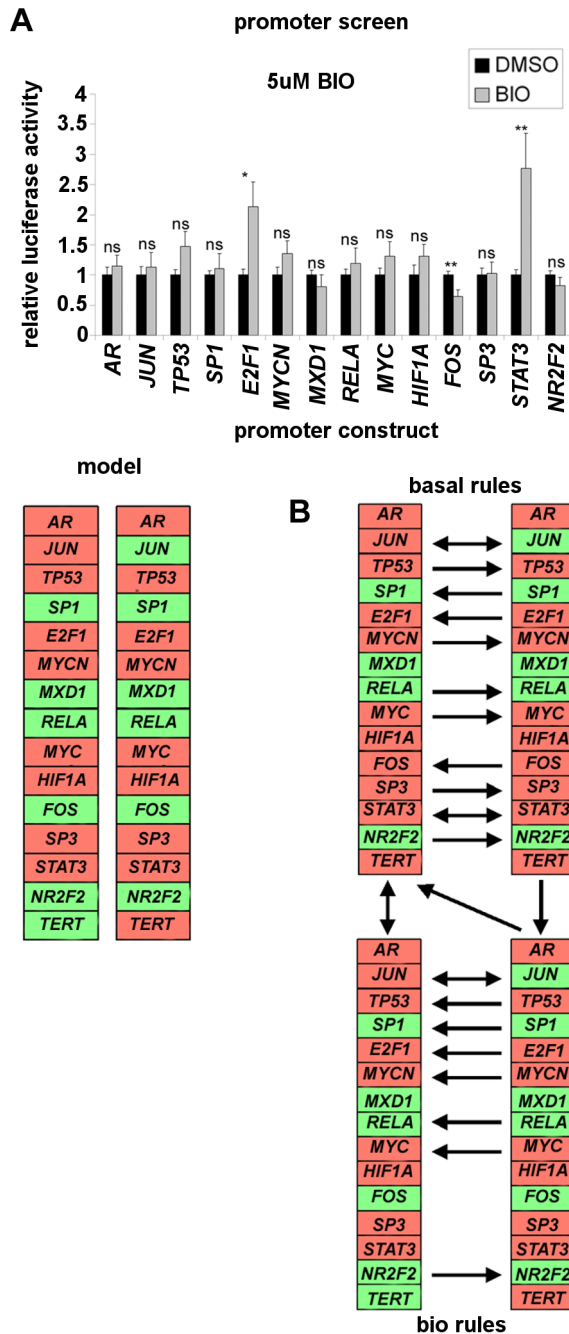 A
promoter screen
5uM BIO
DMSO
BIO
relative luciferase activity
4
3.5
3
2.5
2
1.5
1
0.5
0
ns
ns
ns
ns
*
ns
ns
ns
ns
ns
**
ns
**
ns
AR
JUN
TP53
SP1
E2F1
MYCN
MXD1
RELA
MYC
HIF1A
FOS
SP3
STAT3
NR2F2
promoter construct
model
AR AR
JUN JUN
TP53 TP53
SP1 SP1
E2F1 E2F1
MYCN MYCN
MXD1 MXD1
RELA RELA
MYC MYC
HIF1A HIF1A
FOS FOS
SP3 SP3
STAT3 STAT3
NR2F2 NR2F2
TERT TERT
B
basal rules
AR AR
JUN JUN
TP53 TP53
SP1 SP1
E2F1 E2F1
MYCN MYCN
MXD1 MXD1
RELA RELA
MYC MYC
HIF1A HIF1A
FOS FOS
SP3 SP3
STAT3 STAT3
NR2F2 NR2F2
TERT TERT
AR AR
JUN JUN
TP53 TP53
SP1 SP1
E2F1 E2F1
MYCN MYCN
MXD1 MXD1
RELA RELA
MYC MYC
HIF1A HIF1A
FOS FOS
SP3 SP3
STAT3 STAT3
NR2F2 NR2F2
TERT TERT
bio rules